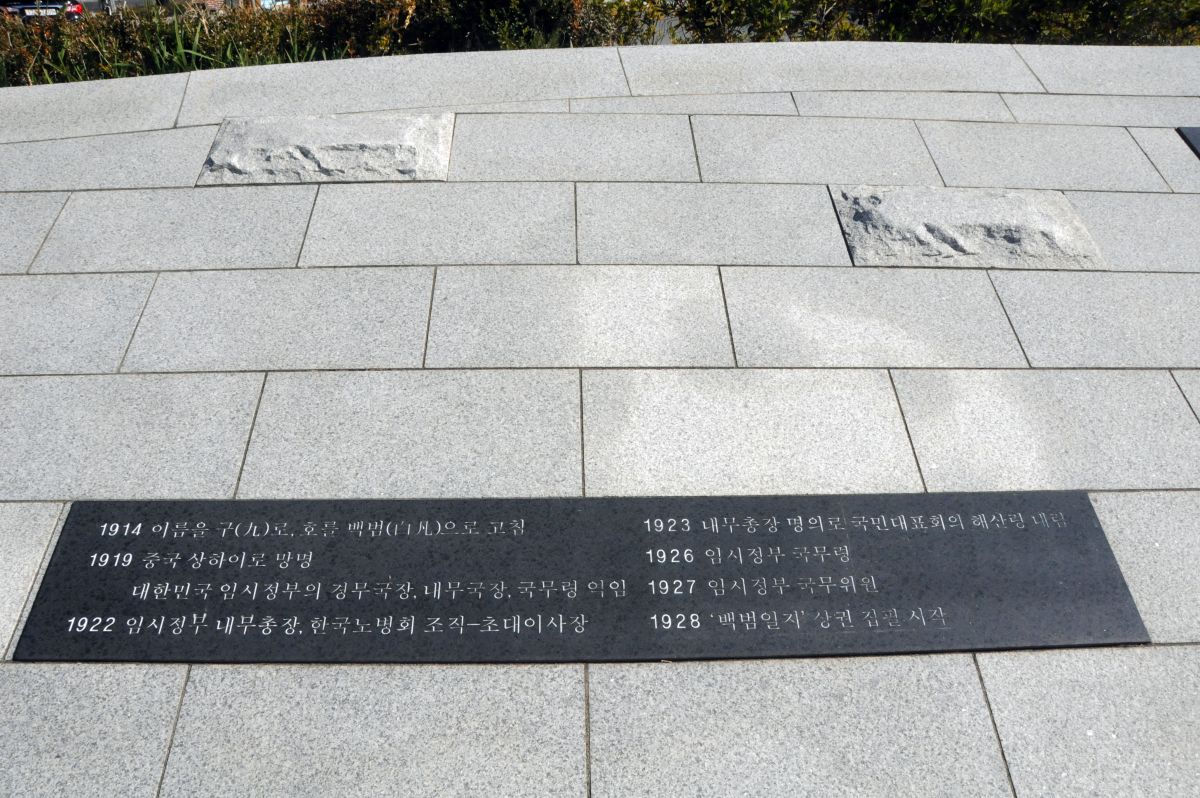 1914 이름을 구(九)로, 호를 백범(白凡)으로 고침
1919 중국 상하이로 망명
대한민국 임시정부의 경무국장, 내무국장, 국무령 역임
1922 임시정부 내무총장, 한국노병회 조직-초대이사장
1923 내무총장 명의로 국민대표회의 해산령 내림
1926 임시정부 국무령
1927 임시정부 국무위원
1928 '백범일지' 상권 집필 시작